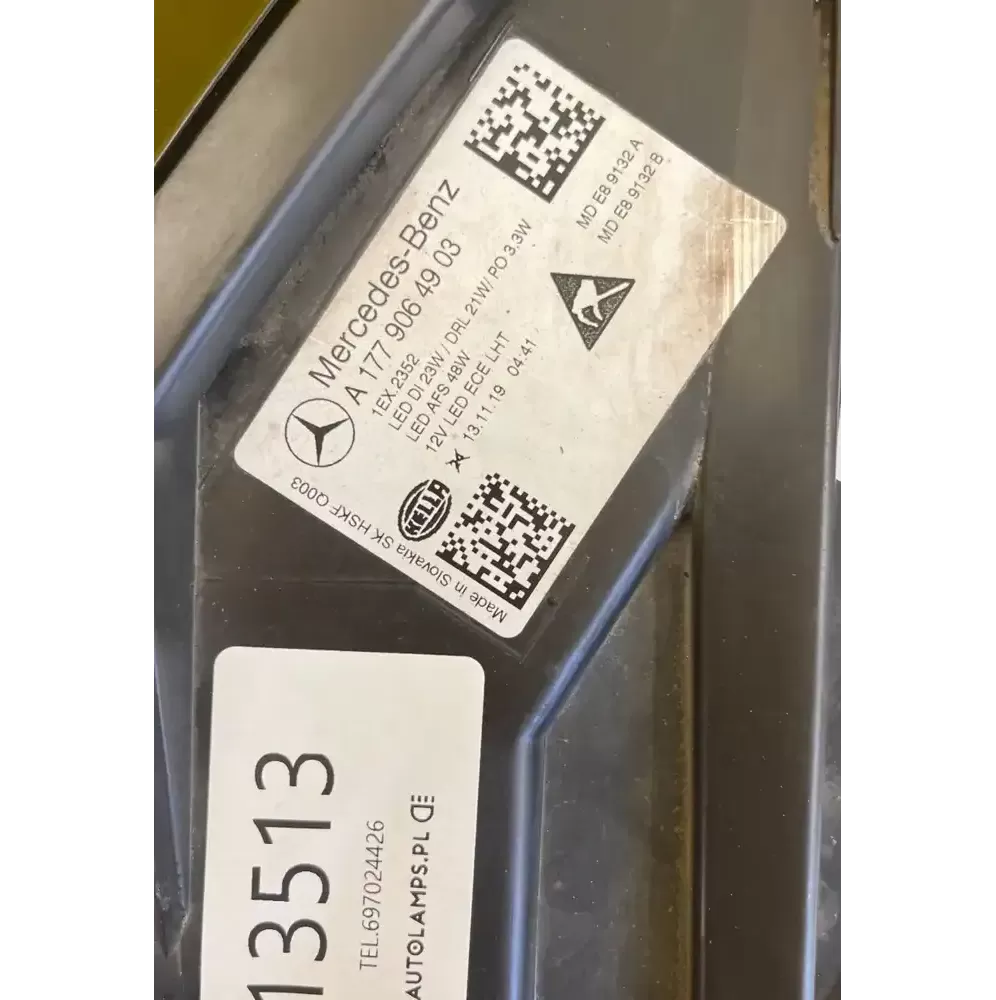 Mercedes-Benz
A 177 906 49 03
1EX.2352
LED DI 23W / DRL 21W/ PO 3.3W
LED AFS 48W
12V LED ECE LHT
13.11.19 04:41
MD E8 9132 A
MD E8 9132 B
HELLA
Made in Slovakia SK HSKF Q003
13513
TEL.697024426
AUTOLAMPS.PL